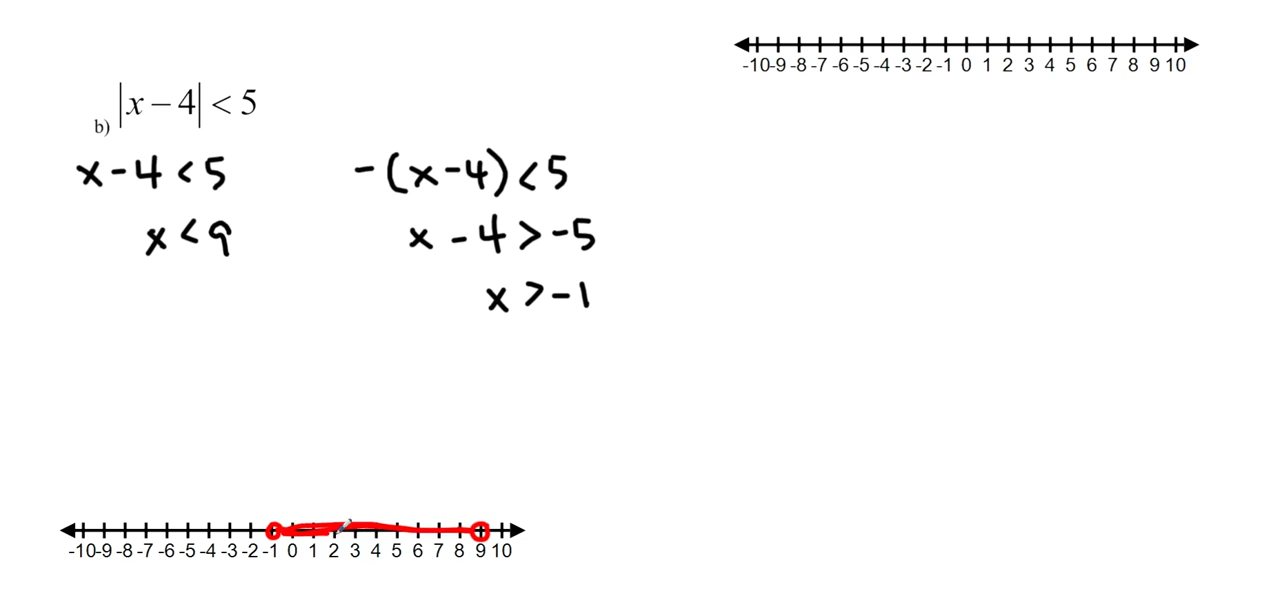 -10 -9 -8 -7 -6 -5 -4 -3 -2 -1 0 1 2 3 4 5 6 7 8 9 10
b) |x − 4| < 5
x - 4 < 5
x < 9
-(x - 4) < 5
x - 4 > -5
x > -1
-10 -9 -8 -7 -6 -5 -4 -3 -2 -1 0 1 2 3 4 5 6 7 8 9 10